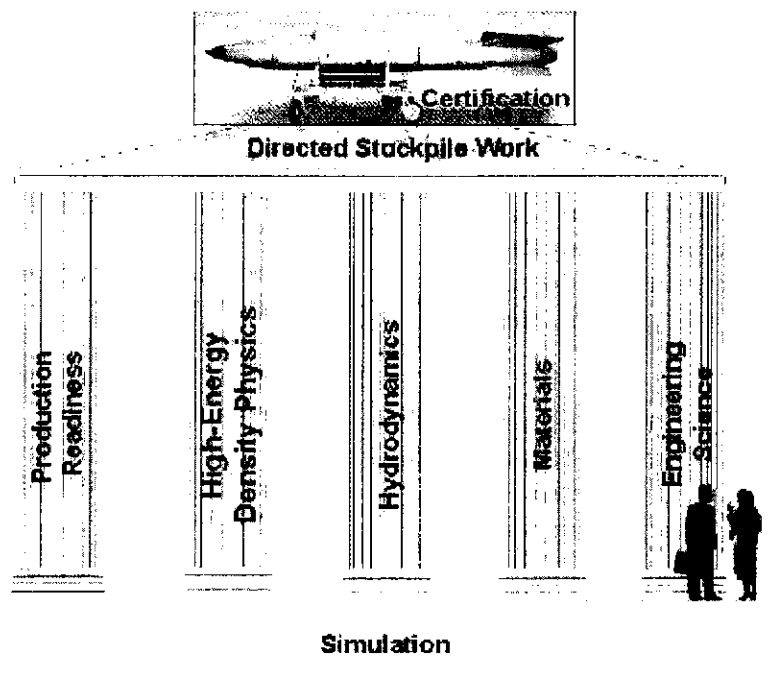 Certification
Directed Stockpile Work
Production
Readiness
High-Energy
Density Physics
Hydrodynamics
Materials
Engineering
Science
Simulation